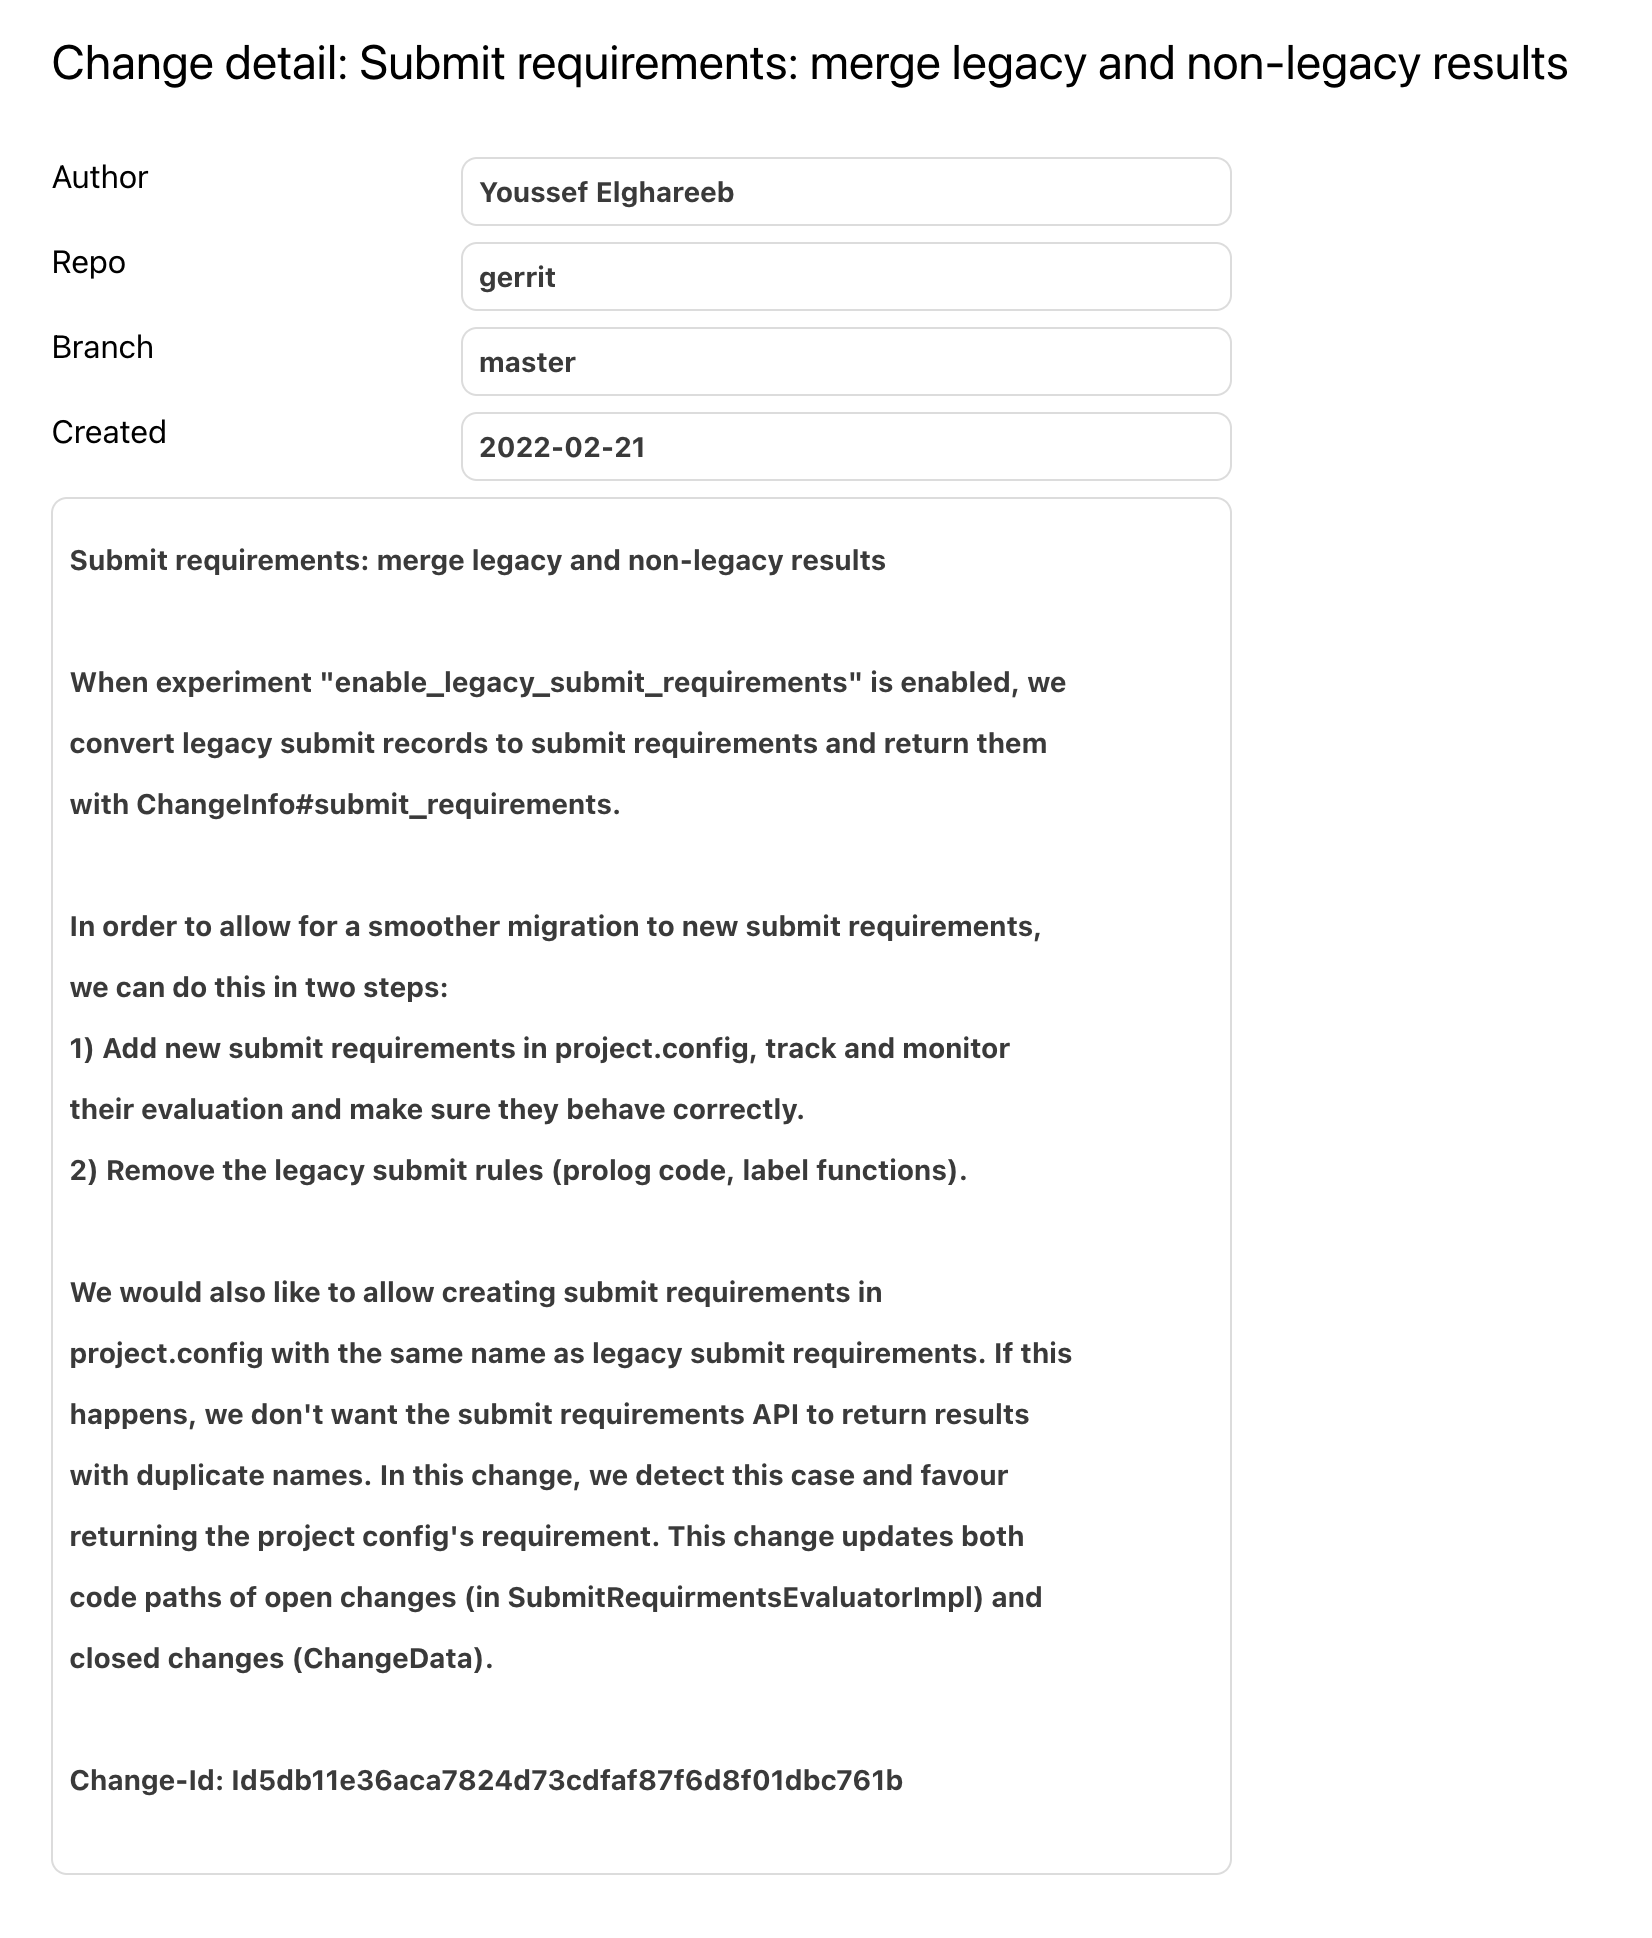 Change detail: Submit requirements: merge legacy and non-legacy results
Author
Youssef Elghareeb
Repo
gerrit
Branch
master
Created
2022-02-21
Submit requirements: merge legacy and non-legacy results
When experiment "enable_legacy_submit_requirements" is enabled, we
convert legacy submit records to submit requirements and return them
with ChangeInfo#submit_requirements.
In order to allow for a smoother migration to new submit requirements,
we can do this in two steps:
1) Add new submit requirements in project.config, track and monitor
their evaluation and make sure they behave correctly.
2) Remove the legacy submit rules (prolog code, label functions).
We would also like to allow creating submit requirements in
project.config with the same name as legacy submit requirements. If this
happens, we don't want the submit requirements API to return results
with duplicate names. In this change, we detect this case and favour
returning the project config's requirement. This change updates both
code paths of open changes (in SubmitRequirmentsEvaluatorImpl) and
closed changes (ChangeData).
Change-Id: Id5db11e36aca7824d73cdfaf87f6d8f01dbc761b